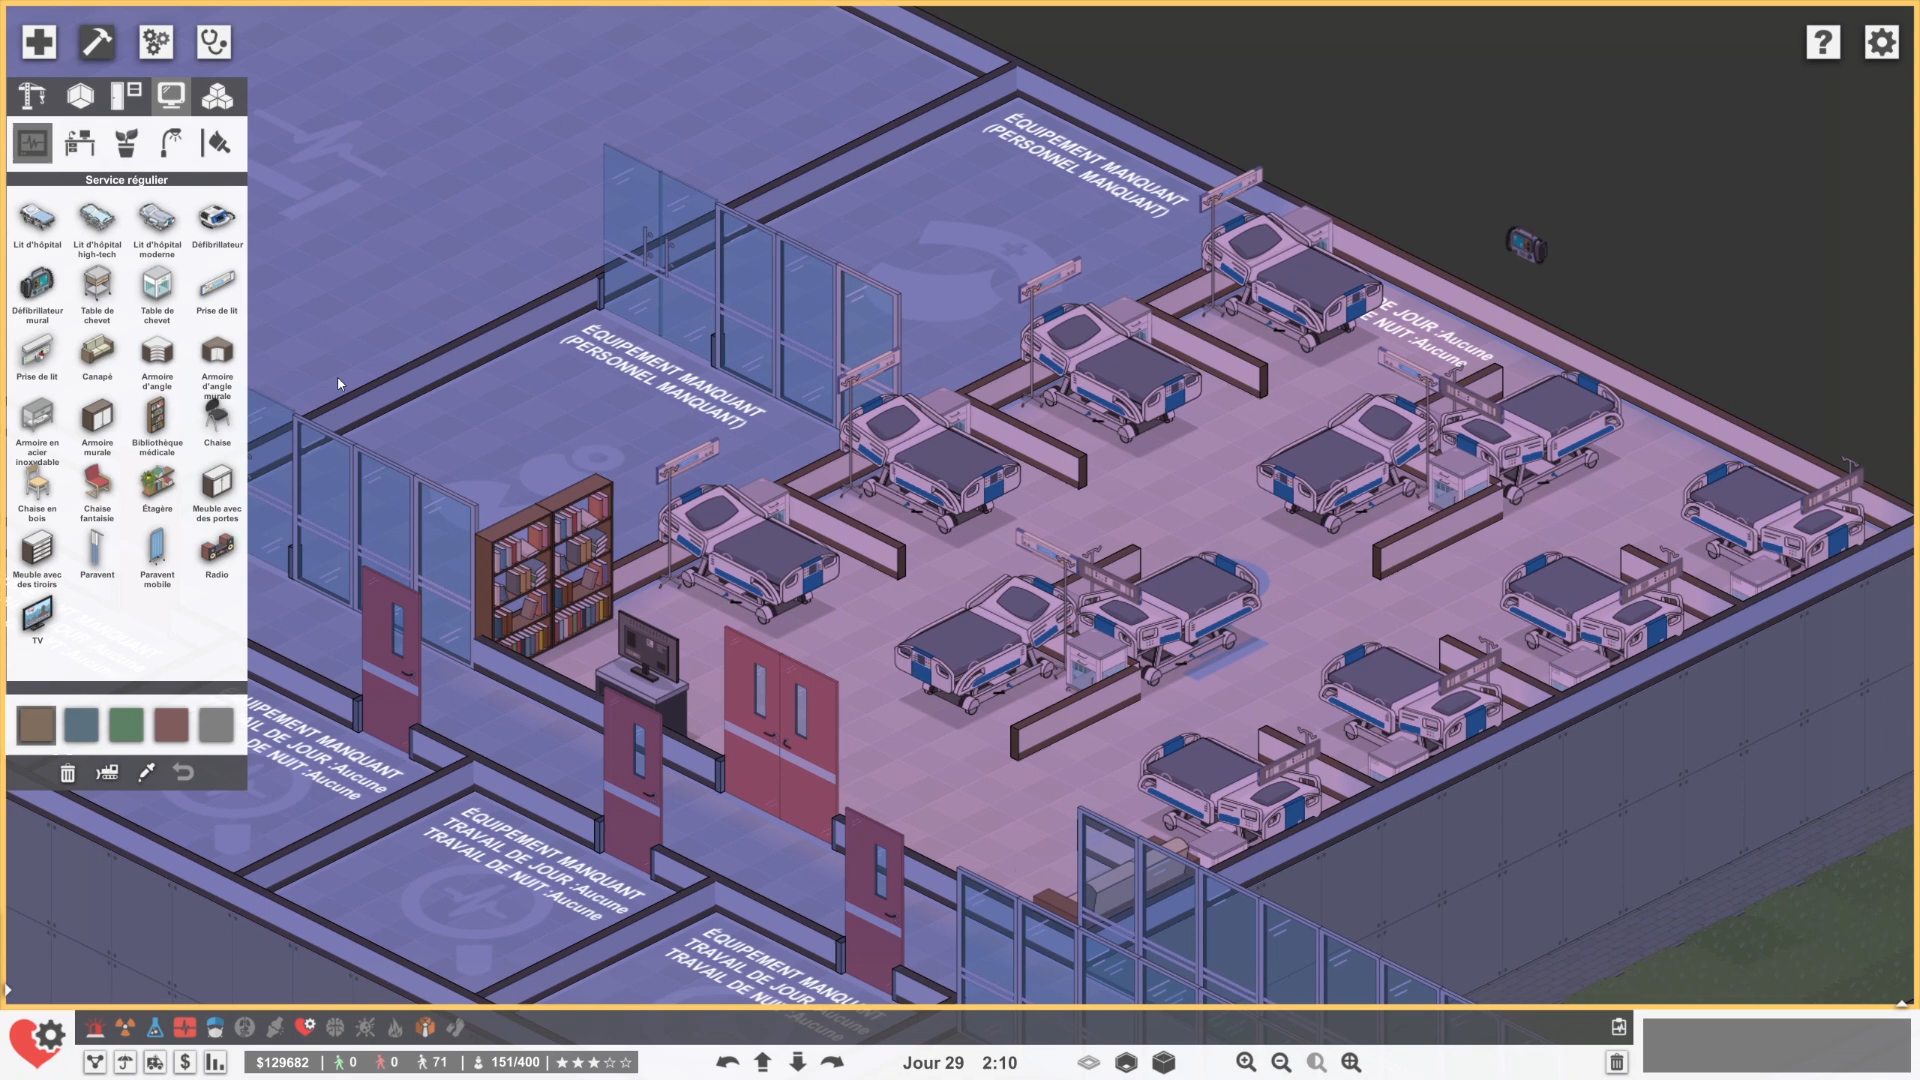 Service régulier
Lit d'hôpital
Lit d'hôpital high-tech
Lit d'hôpital moderne
Défibrillateur
Défibrillateur mural
Table de chevet
Table de chevet
Prise de lit
Prise de lit
Canapé
Armoire d'angle
Armoire d'angle murale
Armoire en acier inoxydable
Armoire murale
Bibliothèque médicale
Chaise
Chaise en bois
Chaise fantaisie
Étagère
Meuble avec des portes
Meuble avec des tiroirs
Paravent
Paravent mobile
Radio
TV
ÉQUIPEMENT MANQUANT
(PERSONNEL MANQUANT)
ÉQUIPEMENT MANQUANT
(PERSONNEL MANQUANT)
DE JOUR :Aucune
E NUIT :Aucune
UIPEMENT MANQUANT
AIL DE JOUR :Aucune
DE NUIT :Aucune
ÉQUIPEMENT MANQUANT
TRAVAIL DE JOUR :Aucune
TRAVAIL DE NUIT :Aucune
ÉQUIPEMENT MANQU
TRAVAIL DE JOUR
TRAVAIL DE NU
$129682 | 0 0 71 | 151/400 |
Jour 29 2:10